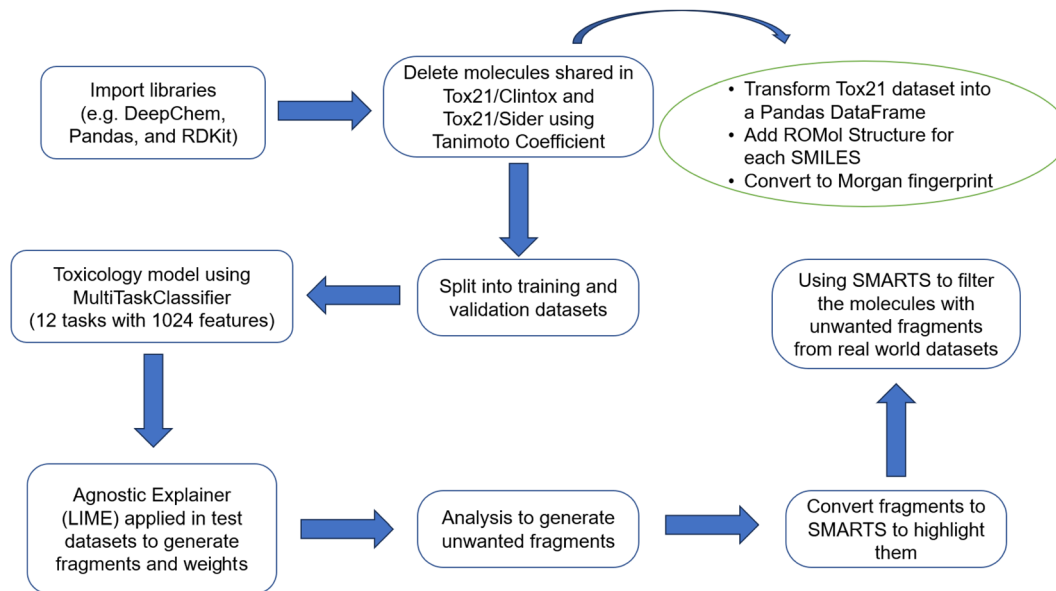 Import libraries
(e.g. DeepChem,
Pandas, and RDKit)
Delete molecules shared in
Tox21/Clintox and
Tox21/Sider using
Tanimoto Coefficient
• Transform Tox21 dataset into
a Pandas DataFrame
• Add ROMol Structure for
each SMILES
• Convert to Morgan fingerprint
Split into training and
validation datasets
Toxicology model using
MultiTaskClassifier
(12 tasks with 1024 features)
Agnostic Explainer
(LIME) applied in test
datasets to generate
fragments and weights
Analysis to generate
unwanted fragments
Convert fragments to
SMARTS to highlight
them
Using SMARTS to filter
the molecules with
unwanted fragments
from real world datasets